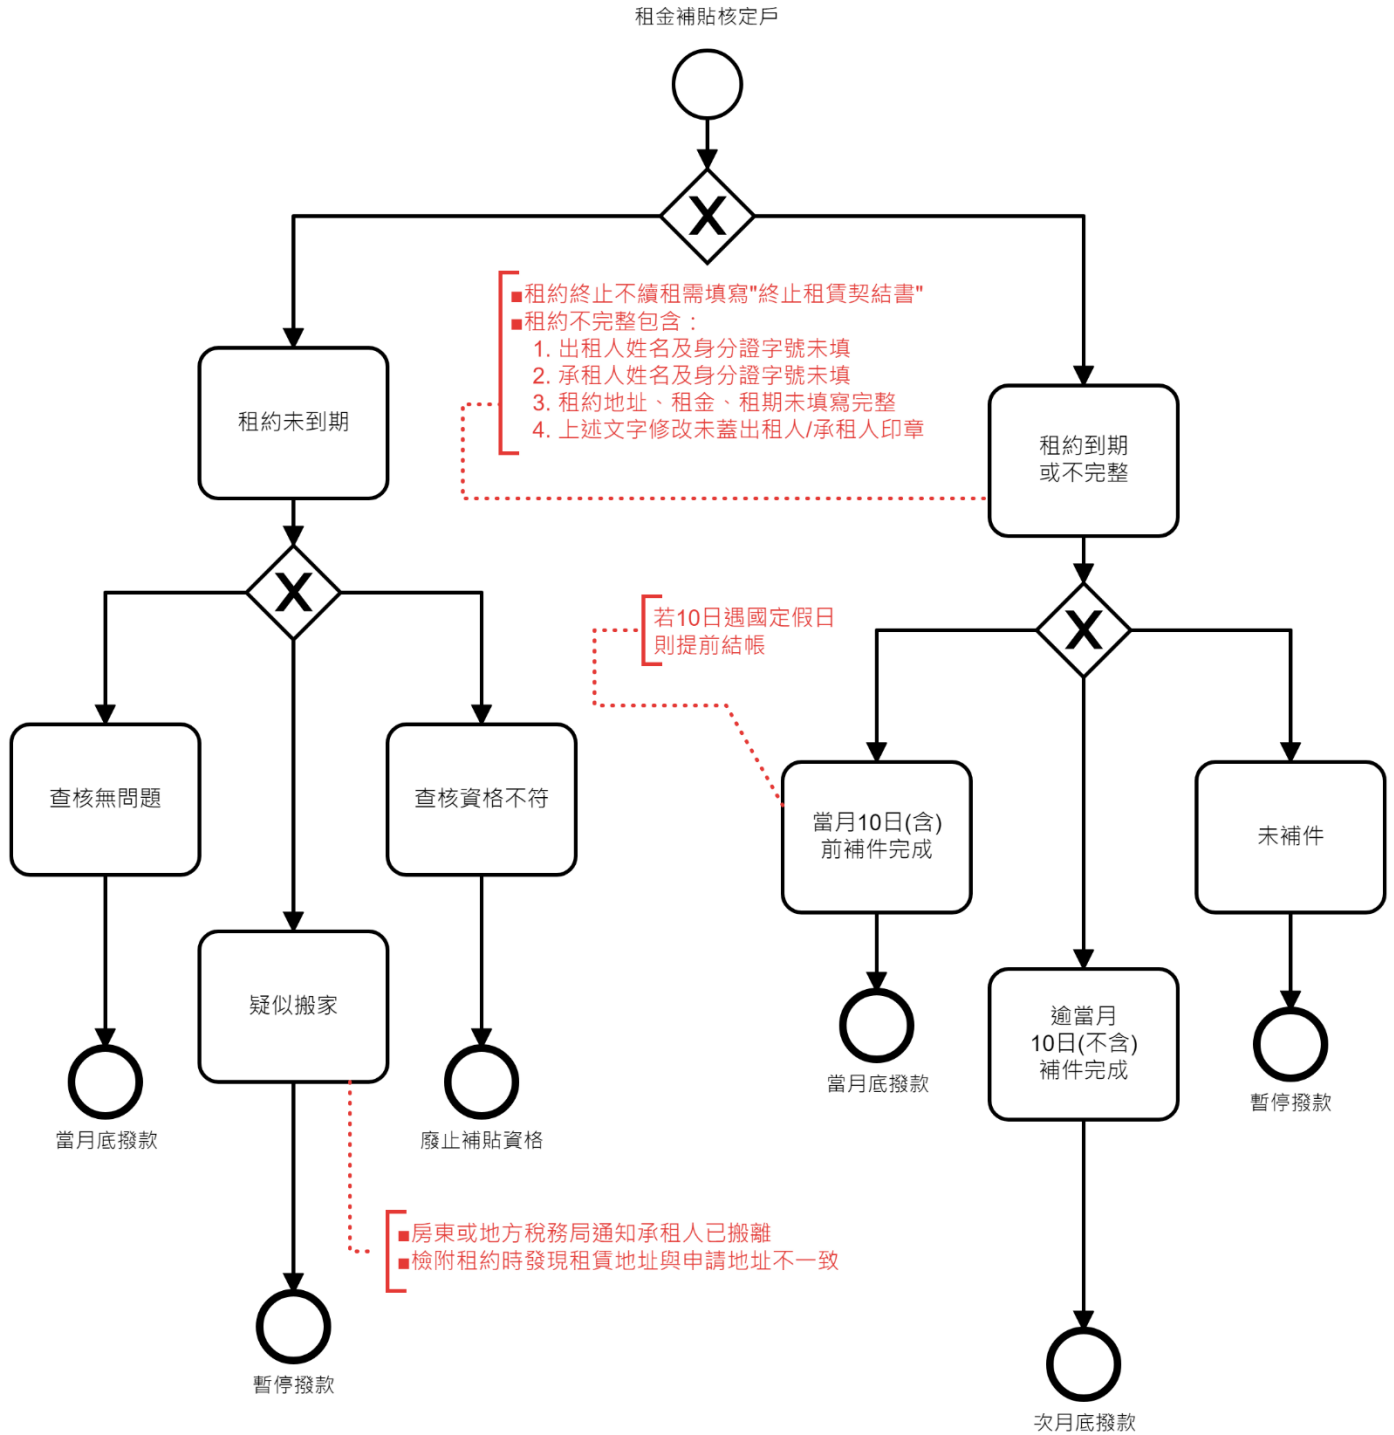 租金補貼核定戶
X
■租約終止不續租需填寫"終止租賃契結書"
■租約不完整包含：
1. 出租人姓名及身分證字號未填
2. 承租人姓名及身分證字號未填
3. 租約地址、租金、租期未填寫完整
4. 上述文字修改未蓋出租人/承租人印章
租約未到期
租約到期
或不完整
X
X
若10日遇國定假日
則提前結帳
查核無問題
查核資格不符
當月10日(含)
前補件完成
未補件
疑似搬家
逾當月
10日(不含)
補件完成
當月底撥款
暫停撥款
當月底撥款
廢止補貼資格
■房東或地方稅務局通知承租人已搬離
■檢附租約時發現租賃地址與申請地址不一致
暫停撥款
次月底撥款